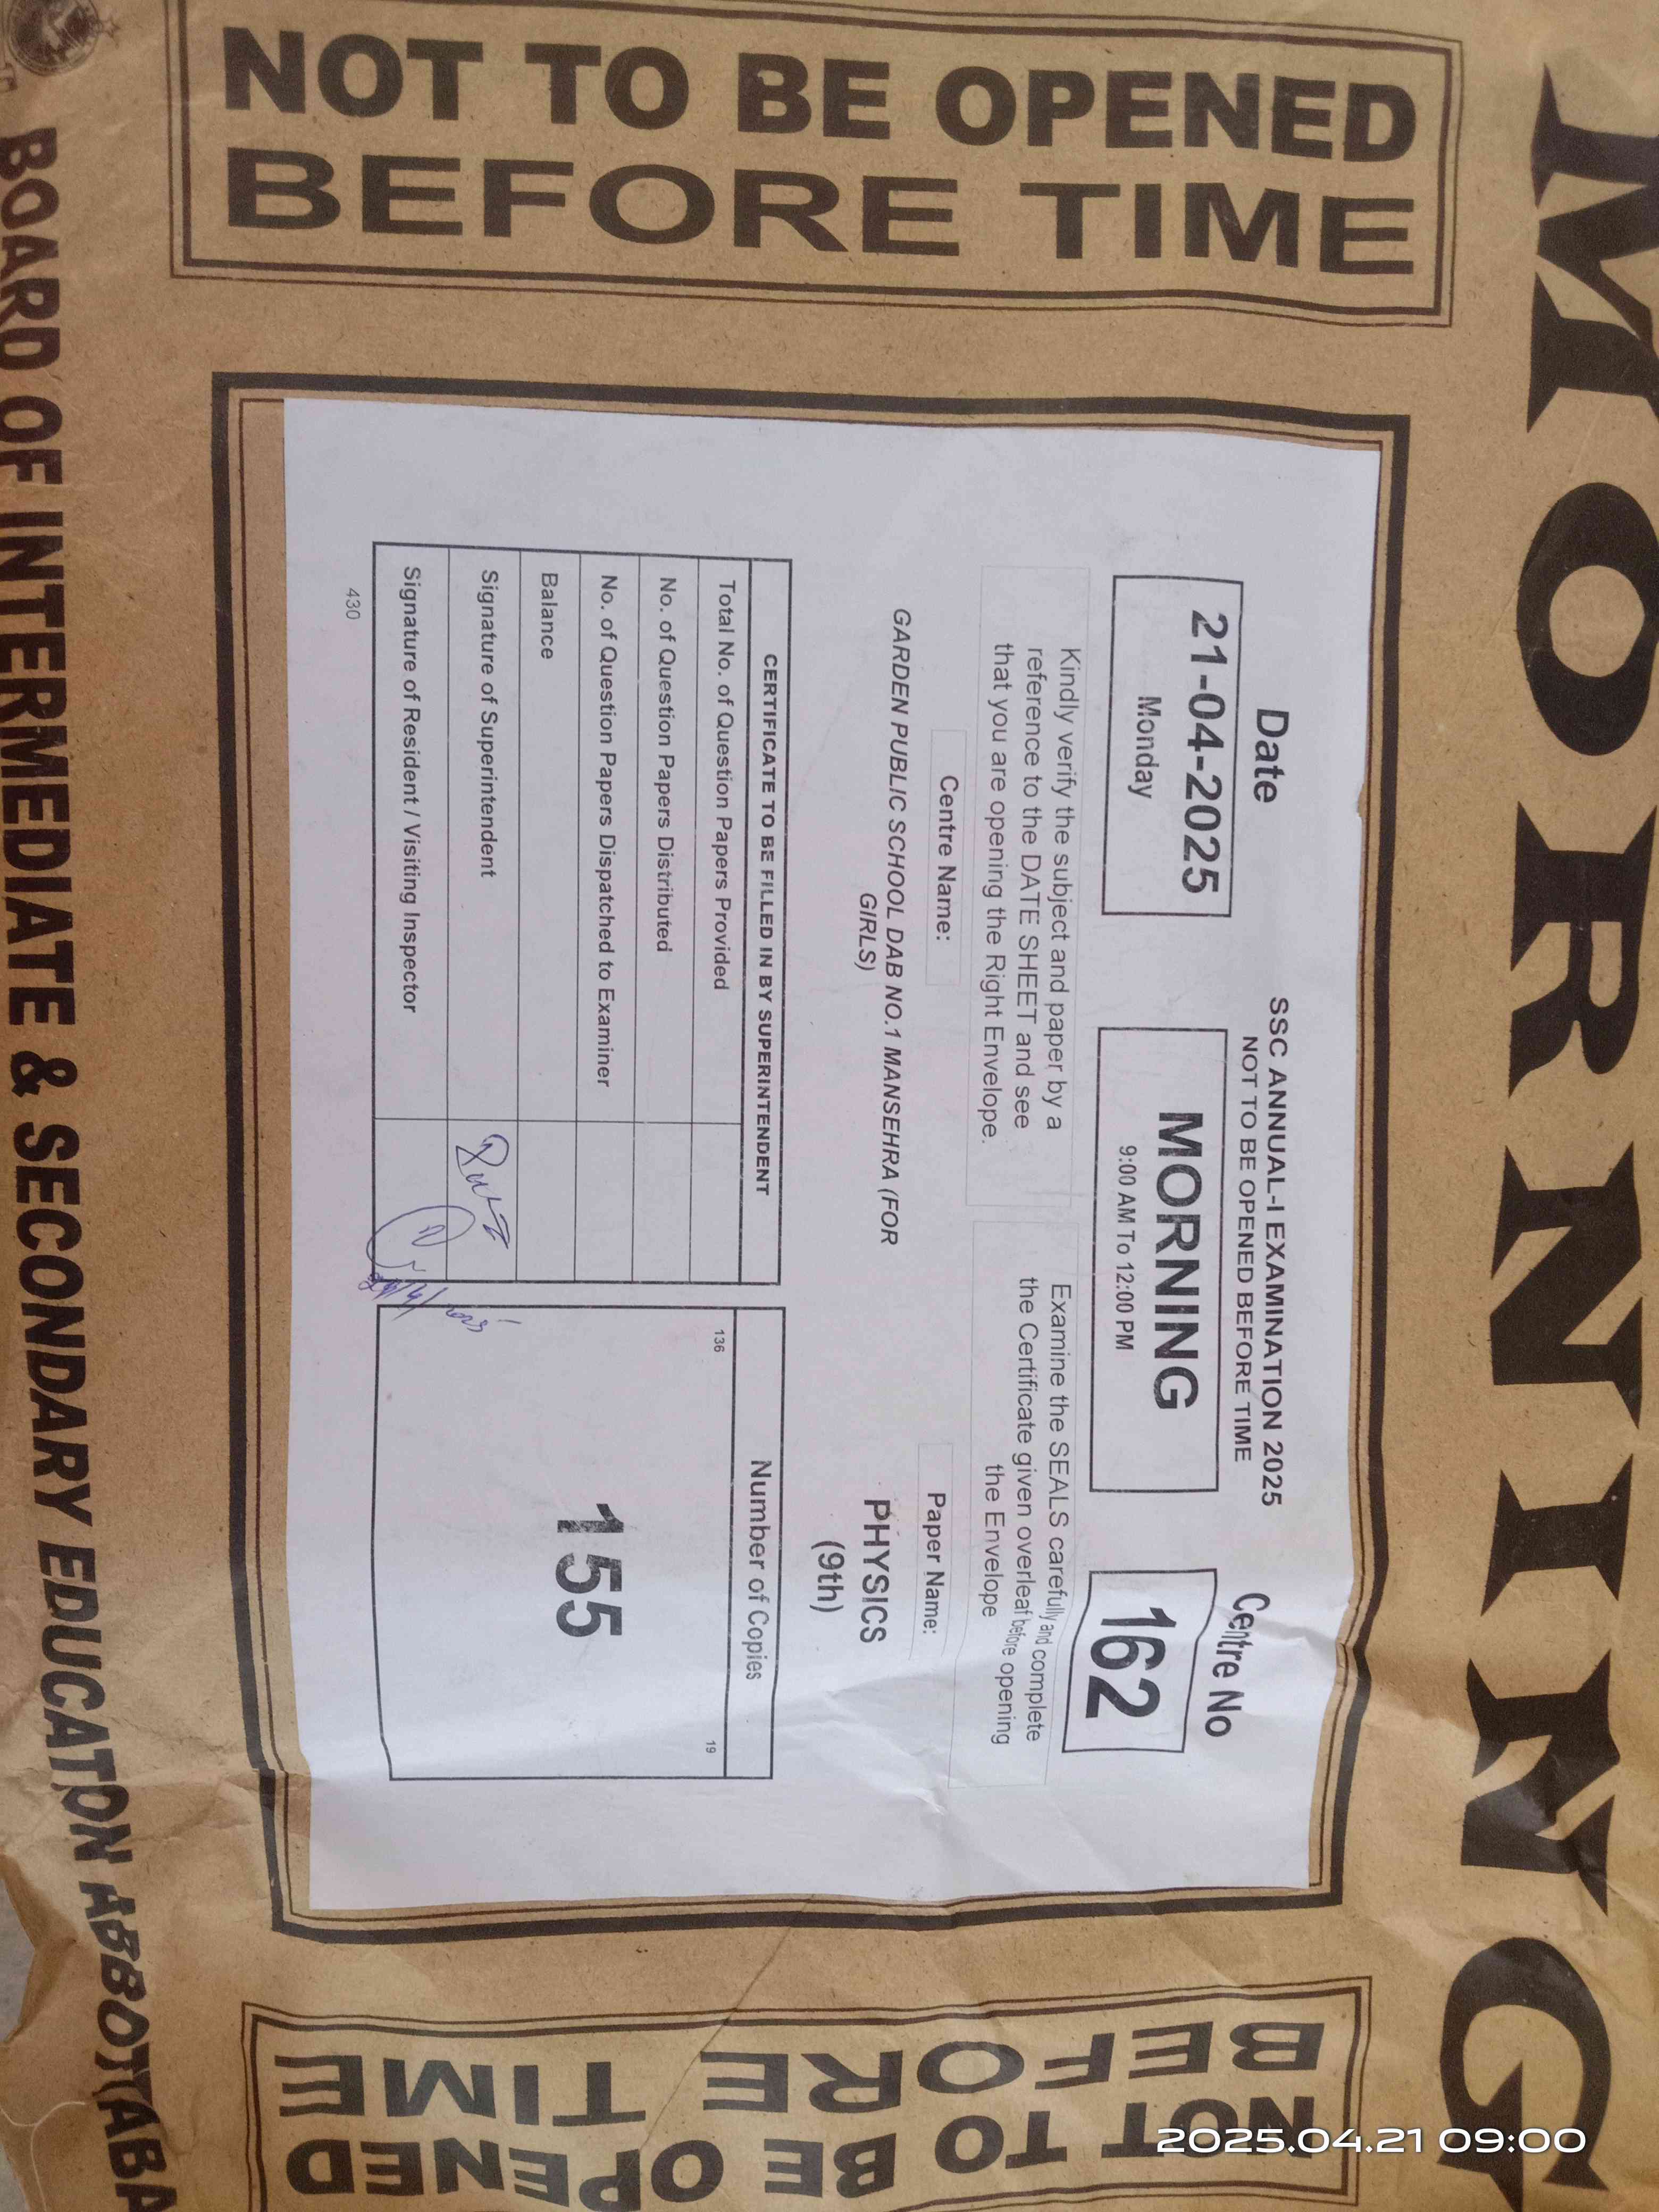 MORNING
NOT TO BE OPENED
BEFORE TIME
Date
21-04-2025
Monday
SSC ANNUAL-I EXAMINATION 2025
NOT TO BE OPENED BEFORE TIME
MORNING
9:00 AM To 12:00 PM
Centre No
162
Kindly verify the subject and paper by a
reference to the DATE SHEET and see
that you are opening the Right Envelope.
Examine the SEALS carefully and complete
the Certificate given overleaf before opening
the Envelope
Centre Name:
GARDEN PUBLIC SCHOOL DAB NO.1 MANSEHRA (FOR
GIRLS)
Paper Name:
PHYSICS
(9th)
CERTIFICATE TO BE FILLED IN BY SUPERINTENDENT
Total No. of Question Papers Provided
No. of Question Papers Distributed
No. of Question Papers Dispatched to Examiner
Balance
Signature of Superintendent
Signature of Resident / Visiting Inspector
430
Number of Copies
136 19
155
NOT TO BE OPENED
BEFORE TIME
BOARD OF INTERMEDIATE & SECONDARY EDUCATION ABBOTTABA
2025.04.21 09:00